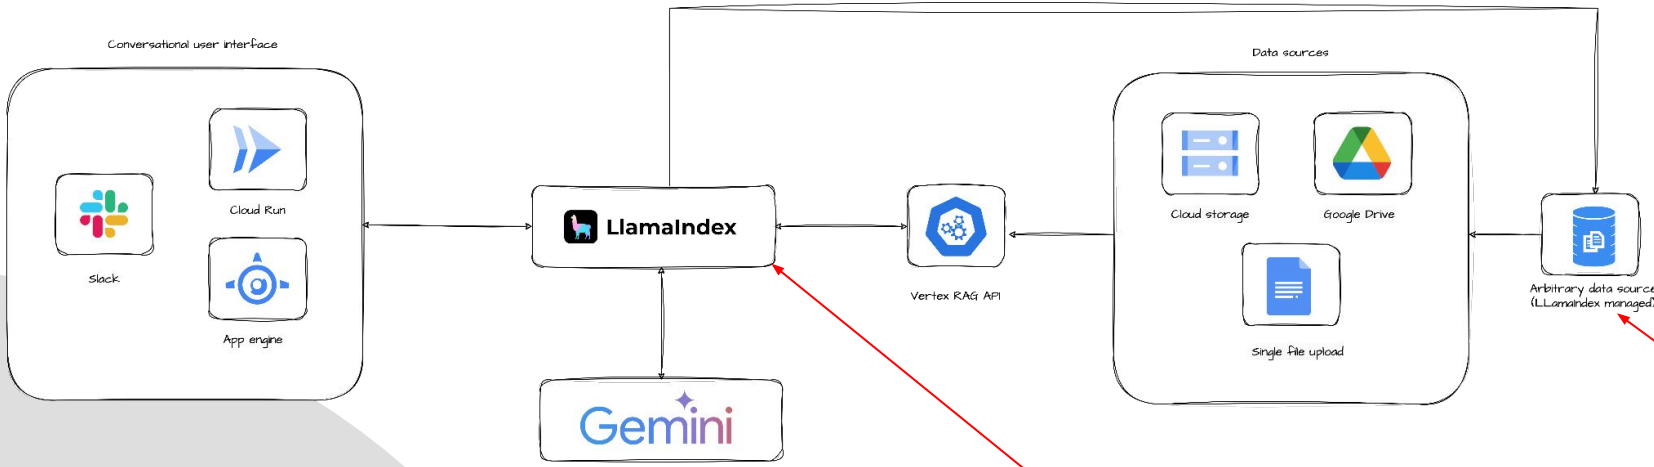 Conversational user interface
Data sources
Cloud Run
Slack
App engine
LlamaIndex
Gemini
Vertex RAG API
Cloud storage
Google Drive
Single file upload
Arbitrary data source
(LLamaIndex managed)